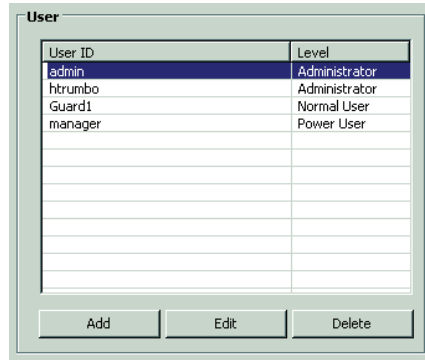 User
User ID Level
admin Administrator
htrumbo Administrator
Guard1 Normal User
manager Power User
Add Edit Delete